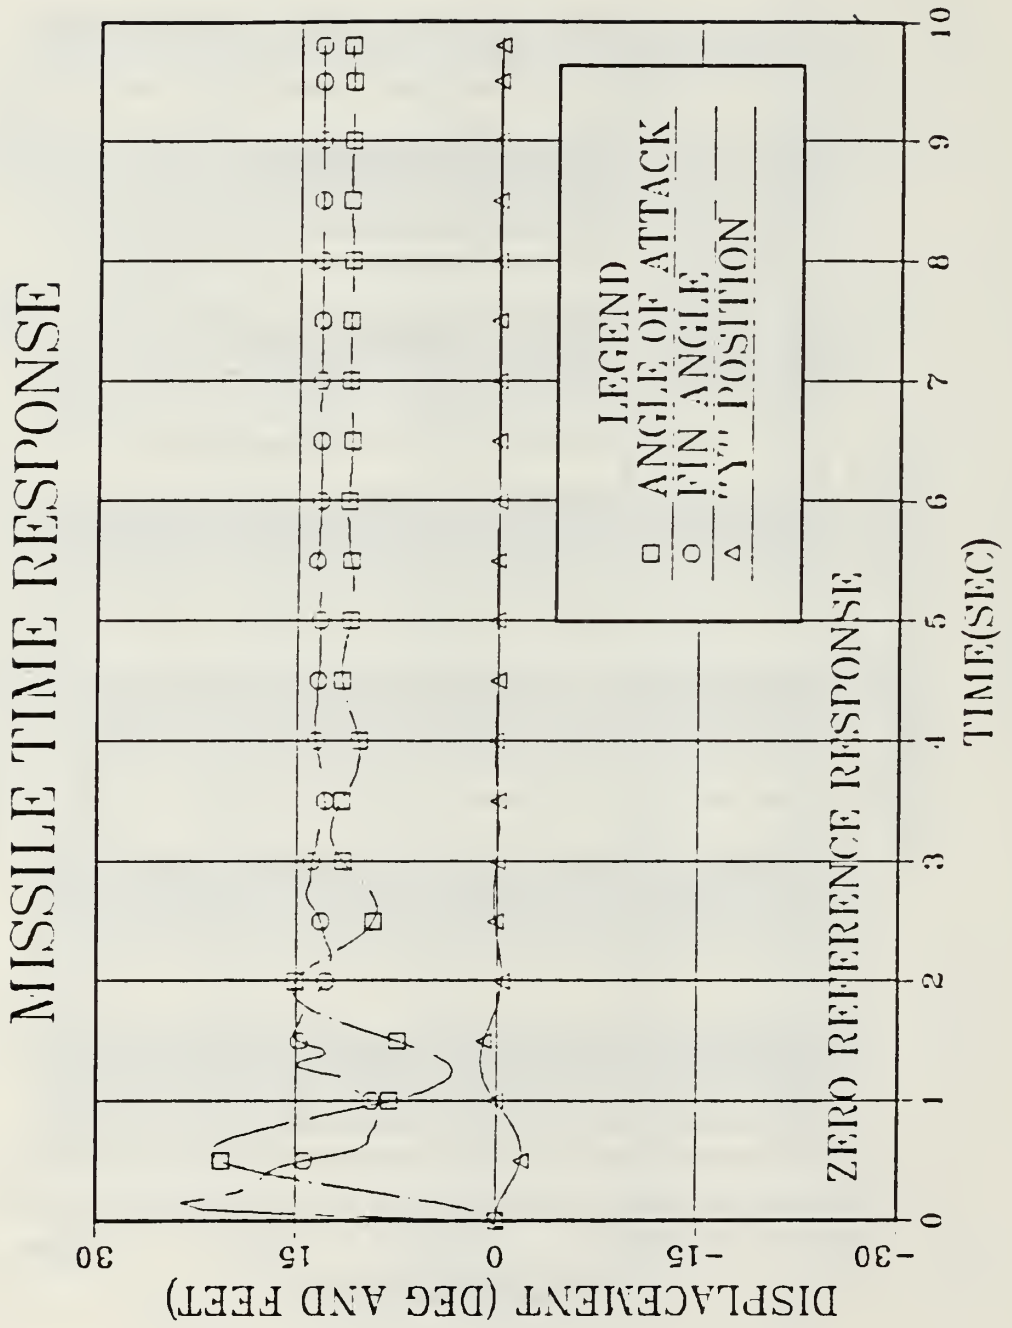 MISSILE TIME RESPONSE
DISPLACEMENT (DEG AND FEET)
30
15
0
-15
-30
LEGEND
ANGLE OF ATTACK
FIN ANGLE
"Y" POSITION
ZERO REFERENCE RESPONSE
0 1 2 3 4 5 6 7 8 9 10
TIME(SEC)